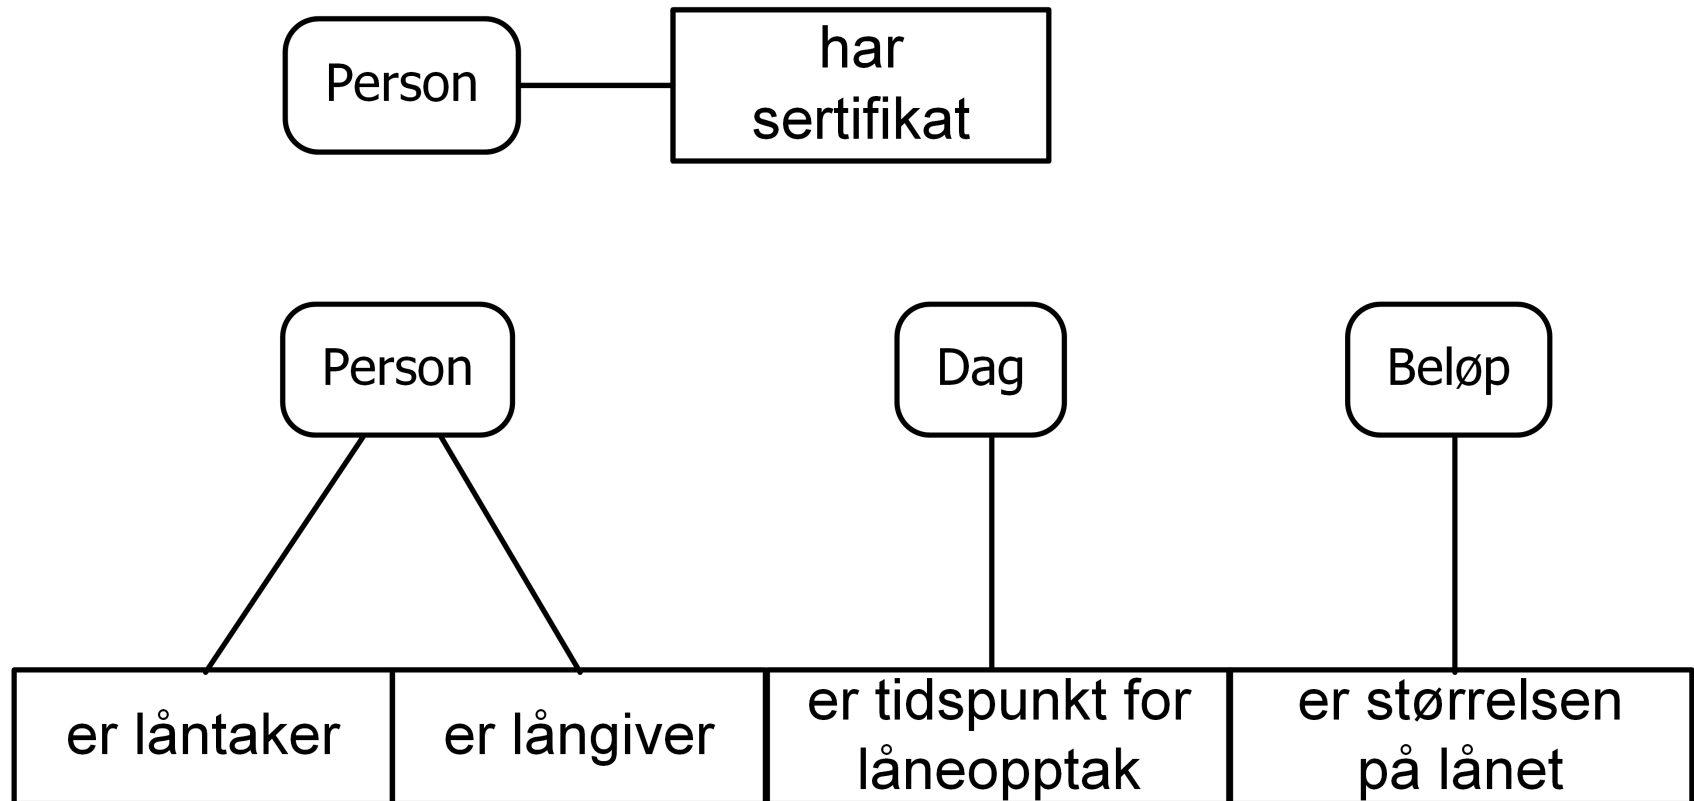 Person
har
sertifikat
Person
Dag
Beløp
er låntaker
er långiver
er tidspunkt for
låneopptak
er størrelsen
på lånet